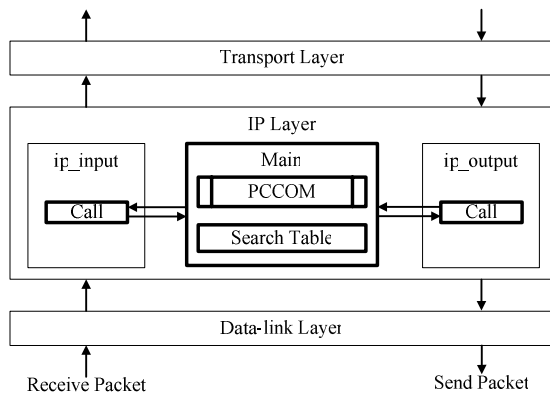 Transport Layer
IP Layer
ip_input
Main
ip_output
PCCOM
Call
Call
Search Table
Data-link Layer
Receive Packet
Send Packet